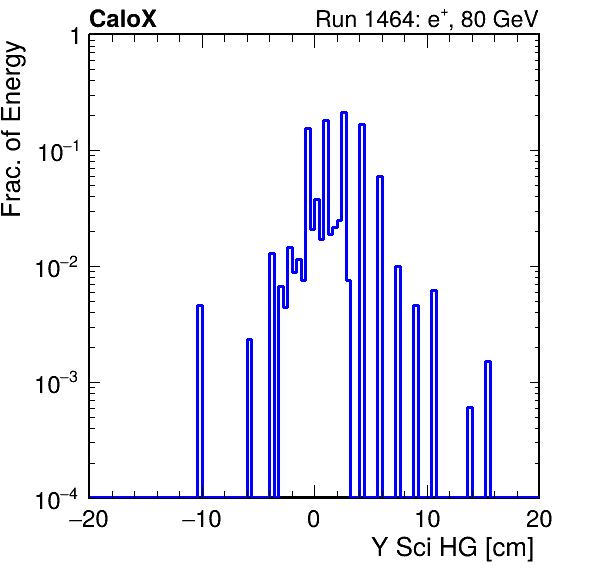 CaloX
Run 1464: e⁺, 80 GeV
Frac. of Energy
1
10⁻¹
10⁻²
10⁻³
10⁻⁴
−20
−10
0
10
20
Y Sci HG [cm]